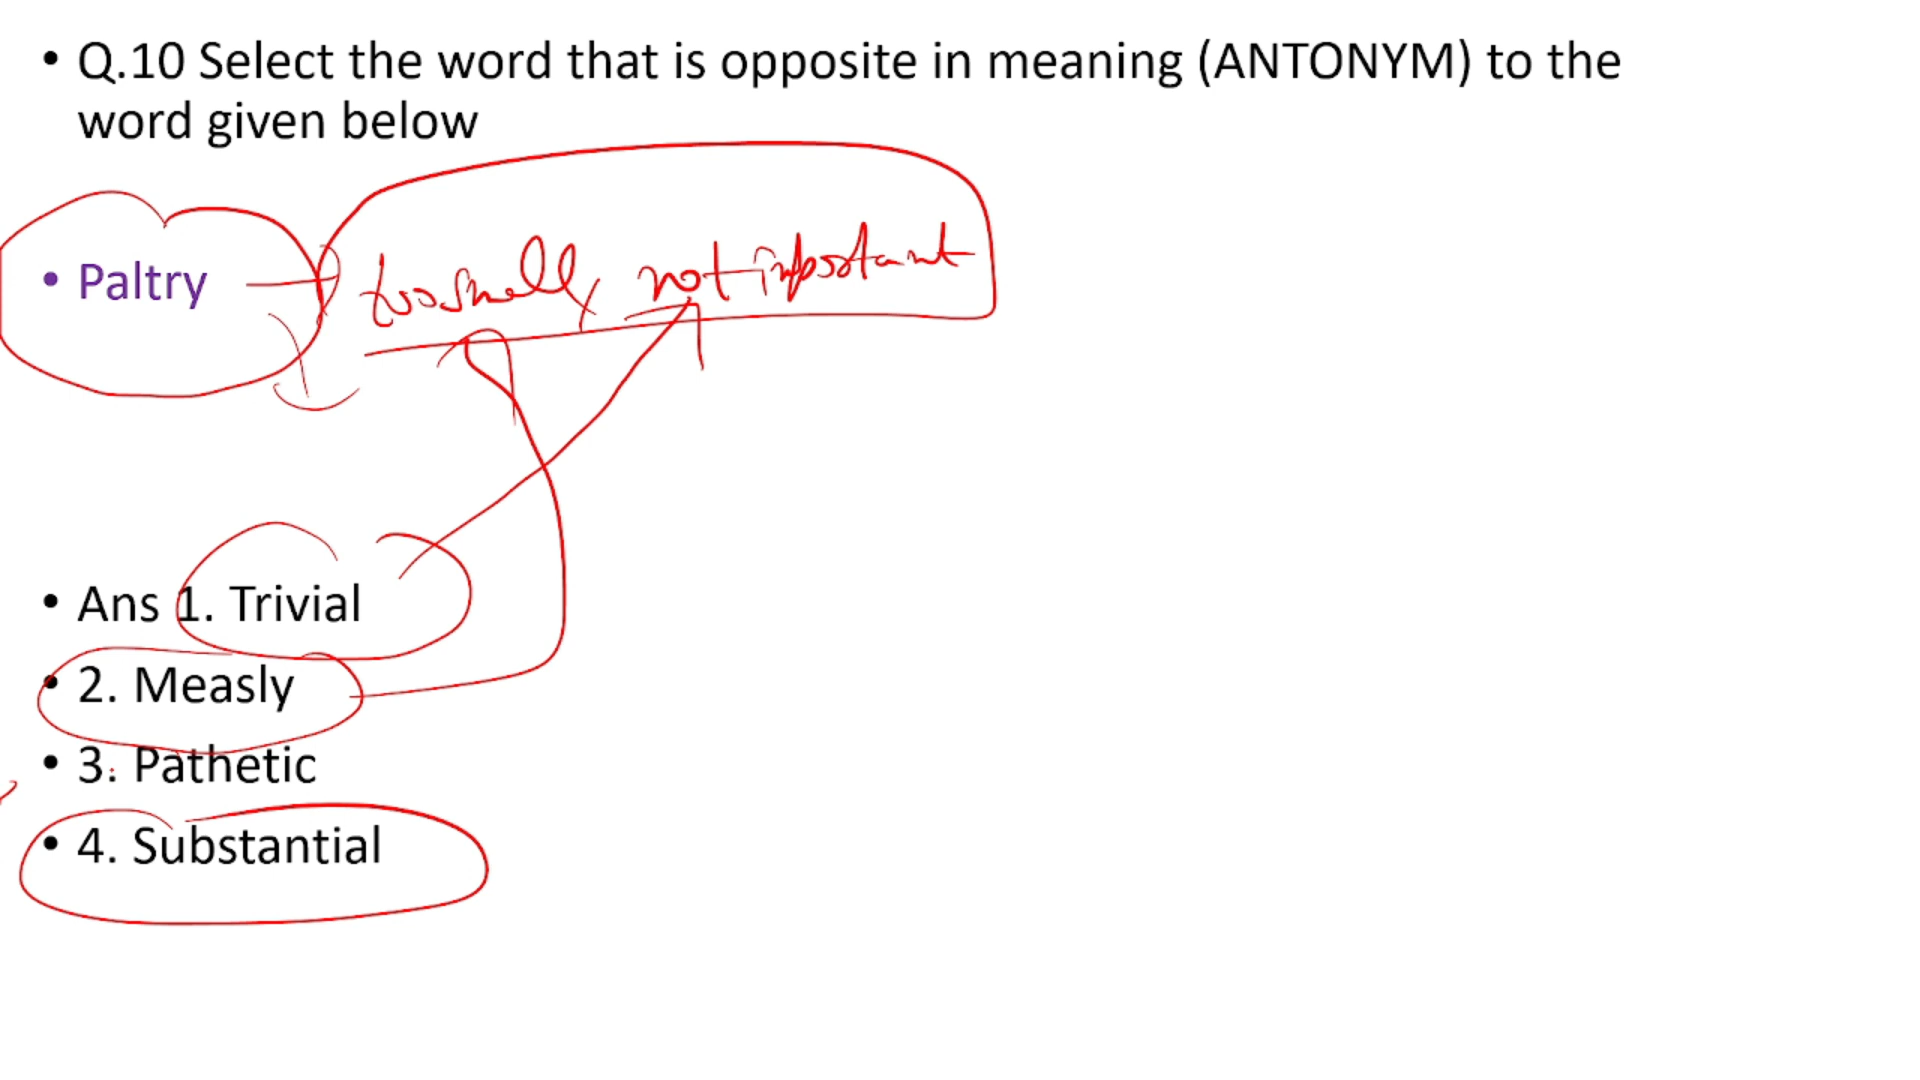 • Q.10 Select the word that is opposite in meaning (ANTONYM) to the
word given below
• Paltry
too small, not important
• Ans 1. Trivial
• 2. Measly
• 3. Pathetic
• 4. Substantial